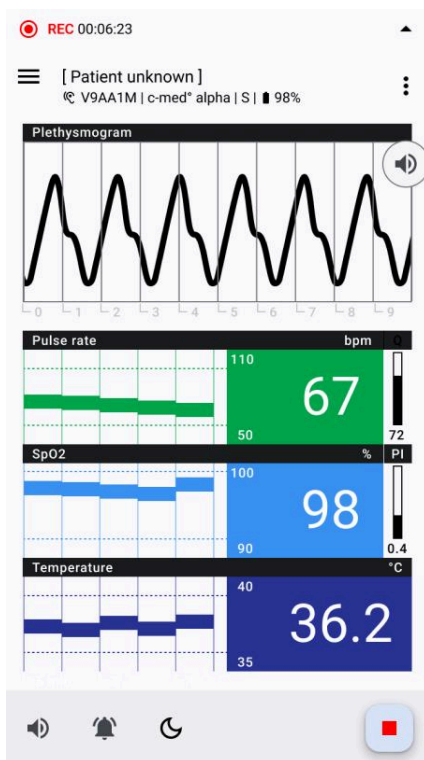 REC 00:06:23
[ Patient unknown ]
V9AA1M | c-med° alpha | S | 98%
Plethysmogram
0 1 2 3 4 5 6 7 8 9
Pulse rate bpm Q
110
67
50
72
SpO2 % PI
100
98
90
0.4
Temperature °C
40
36.2
35